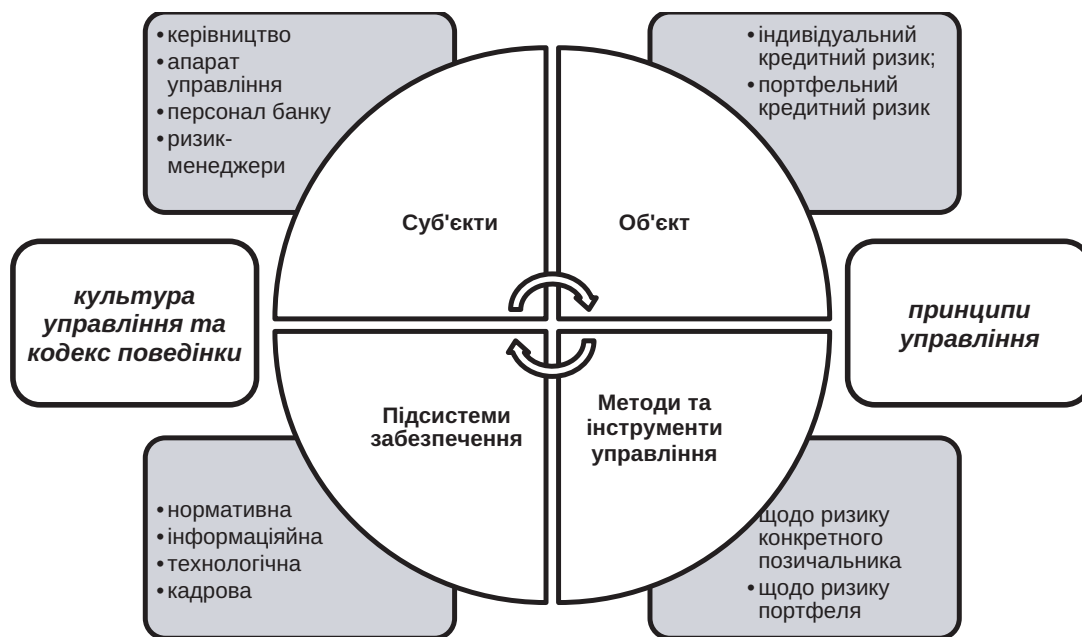 • керівництво
• апарат
управління
• персонал банку
• ризик-
менеджери
• індивідуальний
кредитний ризик;
• портфельний
кредитний ризик
Суб'єкти
Об'єкт
культура
управління та
кодекс поведінки
принципи
управління
Підсистеми
забезпечення
Методи та
інструменти
управління
• нормативна
• інформаціяйна
• технологічна
• кадрова
щодо ризику
конкретного
позичальника
• щодо ризику
портфеля